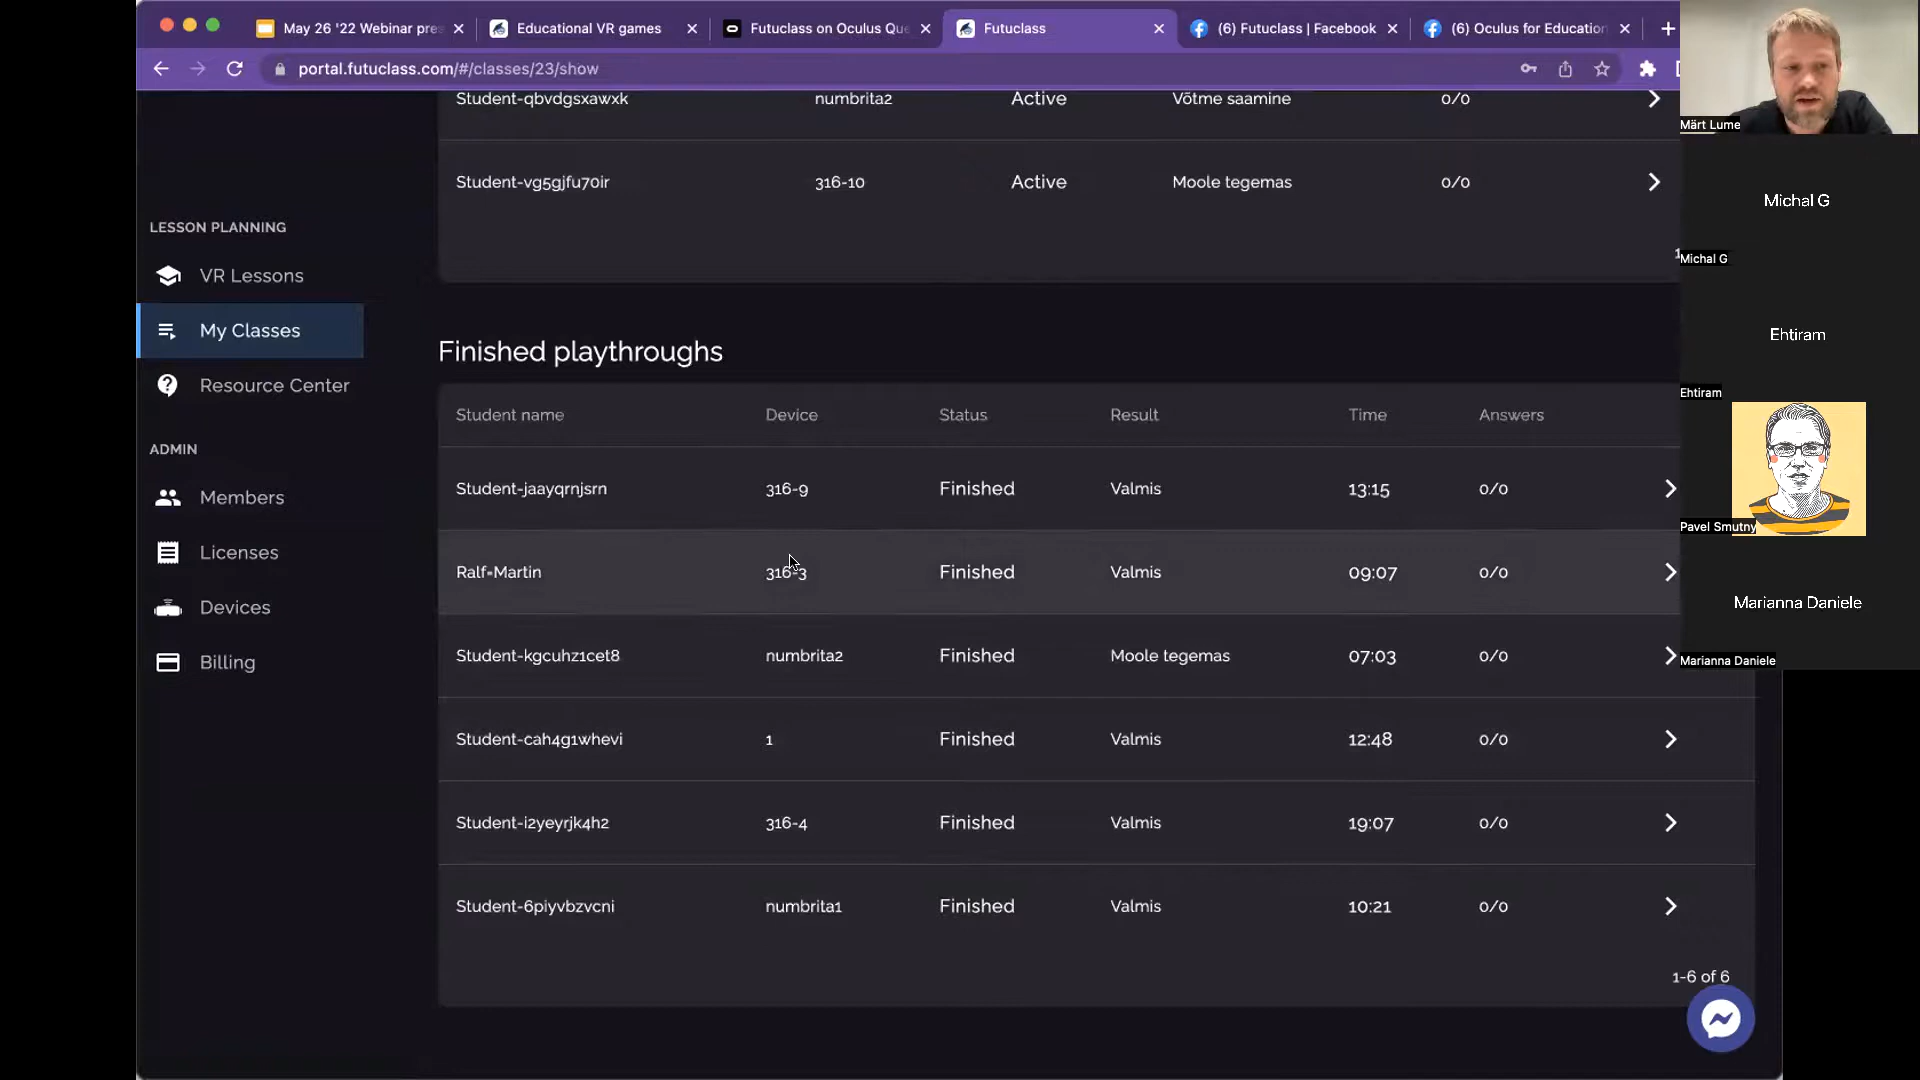 May 26 '22 Webinar pre
Educational VR games
Futuclass on Oculus Que
Futuclass
(6) Futuclass | Facebook
(6) Oculus for Education
portal.futuclass.com/#/classes/23/show
Student-qbvdgsxawxk numbrita2 Active Võtme saamine 0/0
Student-vg5gjfu70ir 316-10 Active Moole tegemas 0/0
LESSON PLANNING
VR Lessons
My Classes
Resource Center
ADMIN
Members
Licenses
Devices
Billing
Finished playthroughs
Student name Device Status Result Time Answers
Student-jaayqrnjsrn 316-9 Finished Valmis 13:15 0/0
Ralf=Martin 316-3 Finished Valmis 09:07 0/0
Student-kgcuhz1cet8 numbrita2 Finished Moole tegemas 07:03 0/0
Student-cah4g1whevi 1 Finished Valmis 12:48 0/0
Student-i2yeyrjk4h2 316-4 Finished Valmis 19:07 0/0
Student-6piyvbzvcni numbrita1 Finished Valmis 10:21 0/0
1-6 of 6
Märt Lume
Michal G
Michal G
Ehtiram
Ehtiram
Pavel Smutny
Marianna Daniele
Marianna Daniele